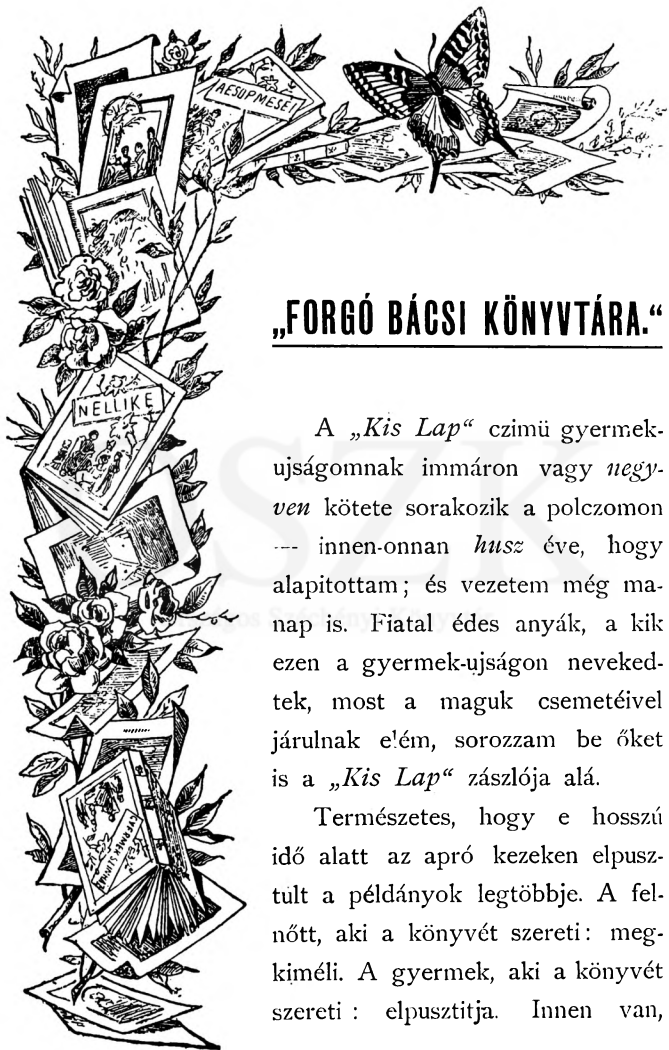 AESOPMESEI
„FORGÓ BÁCSI KÖNYVTÁRA.“
NELLIKE
A „Kis Lap“ czimü gyermek-
ujságomnak immáron vagy negy-
ven kötete sorakozik a polczomon
— innen-onnan husz éve, hogy
alapitottam; és vezetem még ma-
nap is. Fiatal édes anyák, a kik
ezen a gyermek-ujságon neveked-
tek, most a maguk csemetéivel
járulnak elém, sorozzam be őket
is a „Kis Lap“ zászlója alá.
Természetes, hogy e hosszú
idő alatt az apró kezeken elpusz-
tult a példányok legtöbbje. A fel-
nőtt, aki a könyvét szereti: meg-
kiméli. A gyermek, aki a könyvét
szereti : elpusztitja. Innen van,